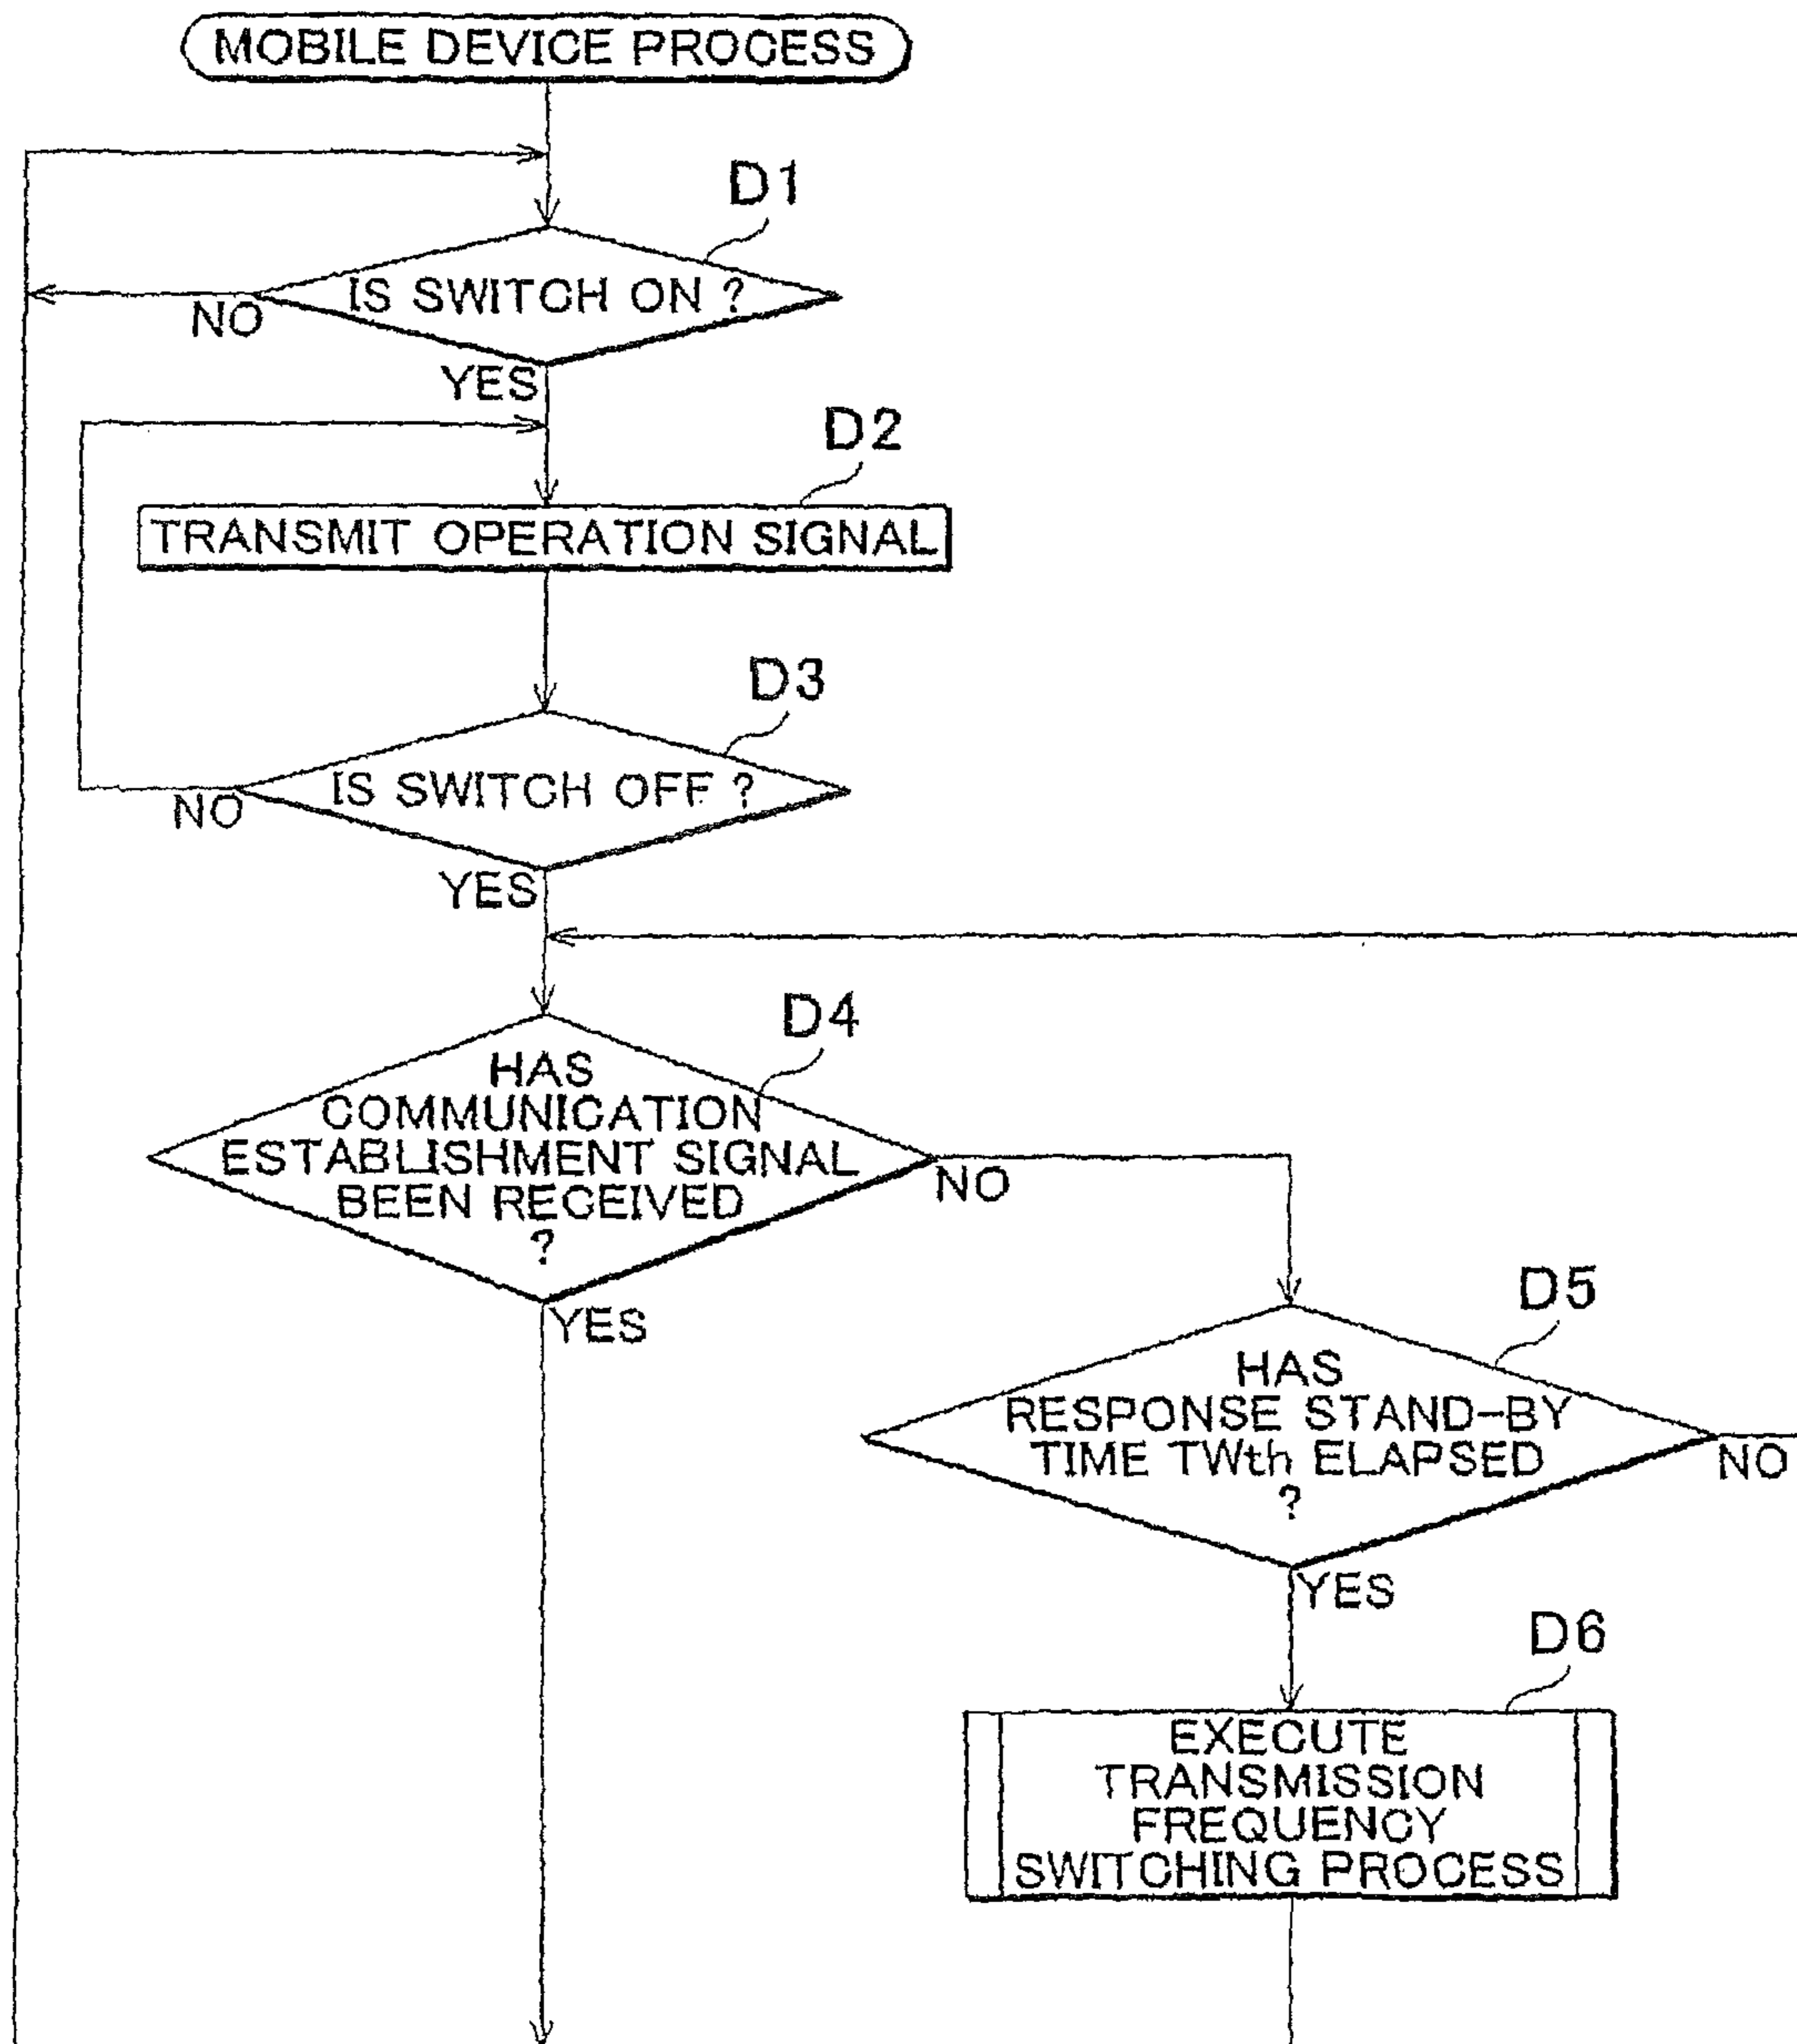 MOBILE DEVICE PROCESS
D1
IS SWITCH ON ?
NO
YES
D2
TRANSMIT OPERATION SIGNAL
D3
IS SWITCH OFF ?
NO
YES
D4
HAS
COMMUNICATION
ESTABLISHMENT SIGNAL
BEEN RECEIVED
?
NO
YES
D5
HAS
RESPONSE STAND-BY
TIME TWth ELAPSED
?
NO
YES
D6
EXECUTE
TRANSMISSION
FREQUENCY
SWITCHING PROCESS